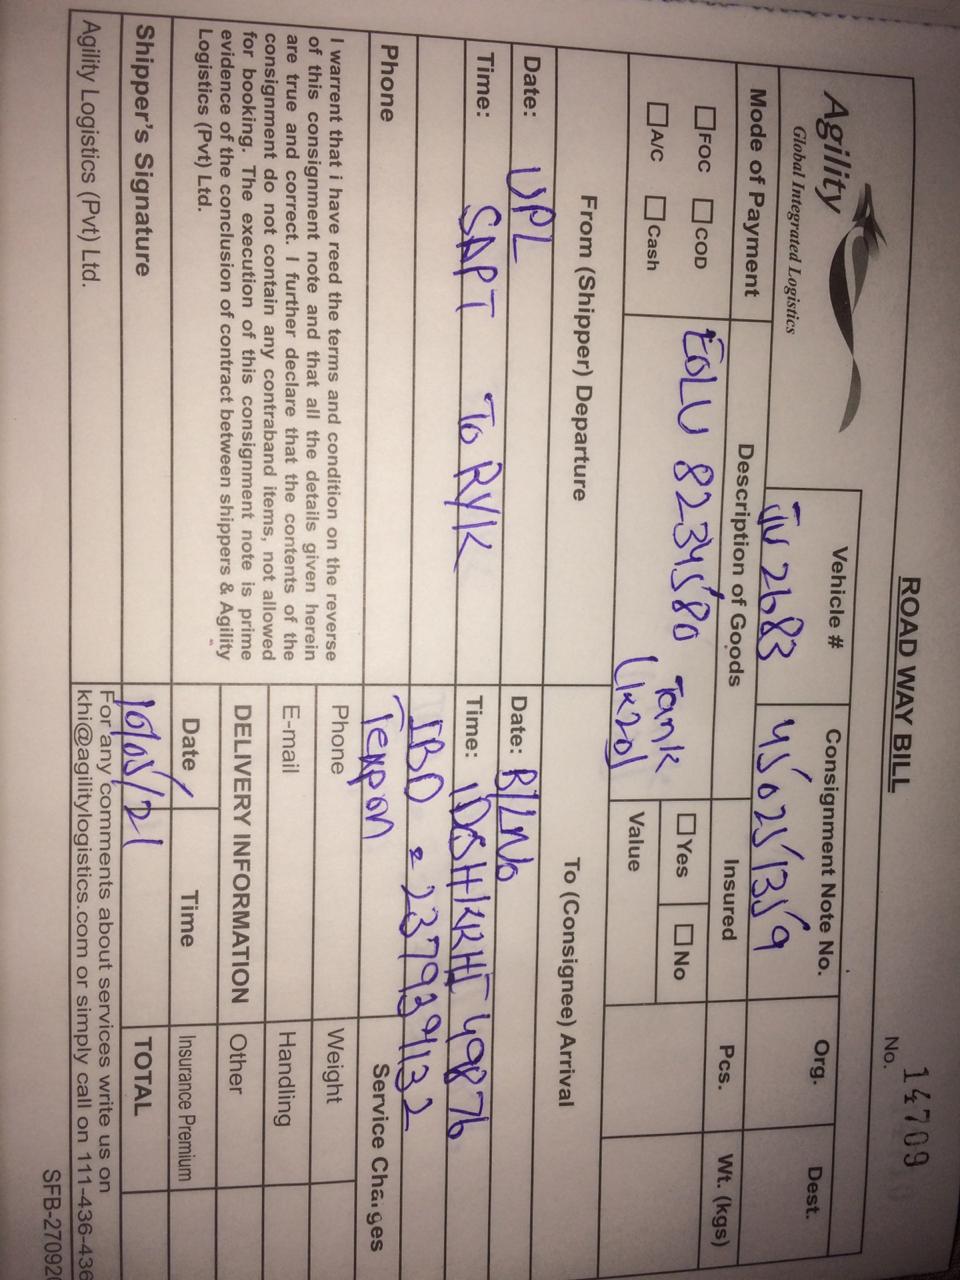 ROAD WAY BILL
No. 14709
Agility
Global Integrated Logistics
Vehicle #
JU 2683
Consignment Note No.
450251359
Org.
Dest.
Mode of Payment
FOC COD
A/C Cash
Description of Goods
EOLU 8234580
Tank
(1x20)
Insured
Yes No
Value
Pcs.
Wt. (kgs)
From (Shipper) Departure
Date: UPL
Time: SAPT To RYK
Phone
To (Consignee) Arrival
Date: B/L No
Time: 49876
IBD
Service Charges
Phone
E-mail
Weight
Handling
Other
Insurance Premium
TOTAL
I warrent that i have reed the terms and condition on the reverse
of this consignment note and that all the details given herein
are true and correct. I further declare that the contents of the
consignment do not contain any contraband items, not allowed
for booking. The execution of this consignment note is prime
evidence of the conclusion of contract between shippers & Agility
Logistics (Pvt) Ltd.
DELIVERY INFORMATION
Date Time
10/05/21
Shipper's Signature
Agility Logistics (Pvt) Ltd.
For any comments about services write us on
khi@agilitylogistics.com or simply call on 111-436-436
SFB-270920